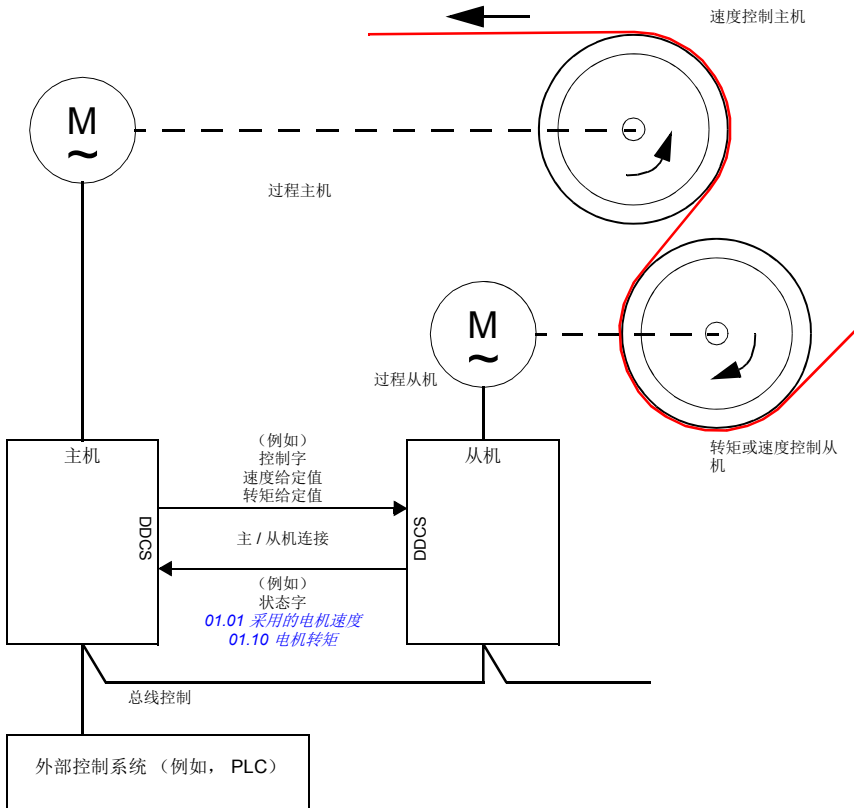 速度控制主机
M
~
过程主机
M
~
过程从机
转矩或速度控制从
机
主机
（例如）
控制字
速度给定值
转矩给定值
从机
DDCS
主 / 从机连接
DDCS
（例如）
状态字
01.01 采用的电机速度
01.10 电机转矩
总线控制
外部控制系统 （例如， PLC）